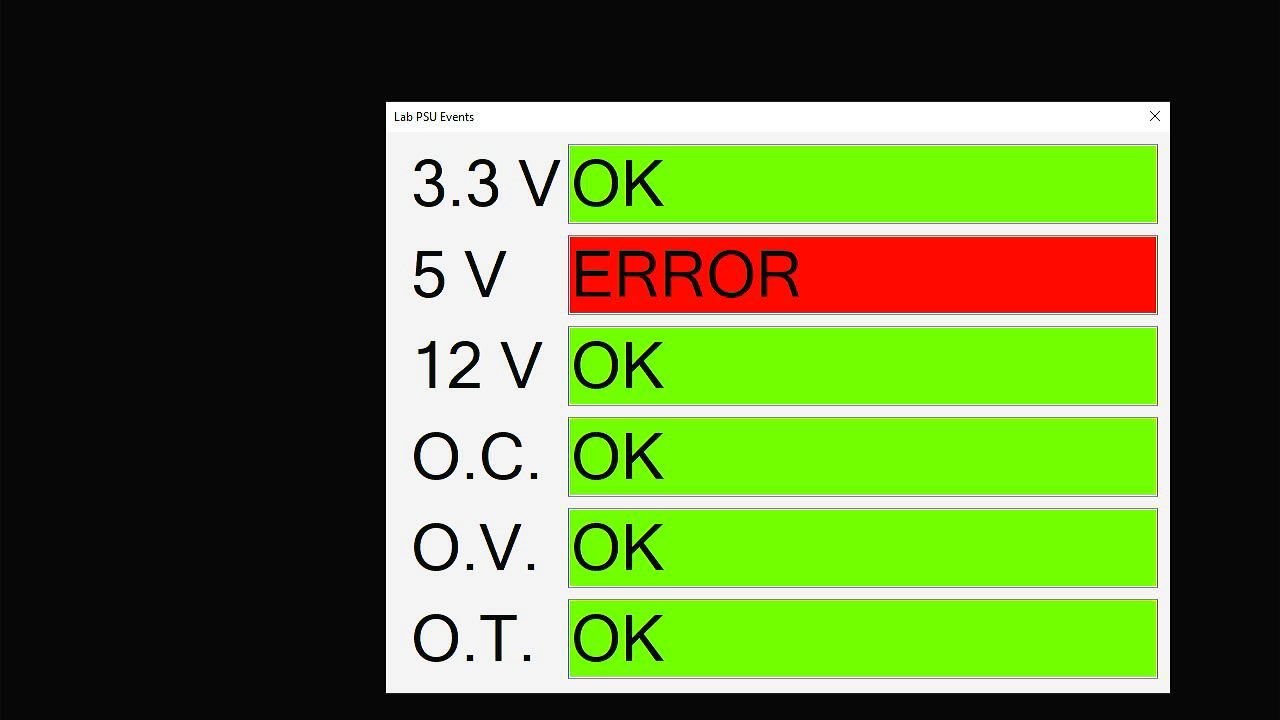 Lab PSU Events
3.3 V OK
5 V ERROR
12 V OK
O.C. OK
O.V. OK
O.T. OK